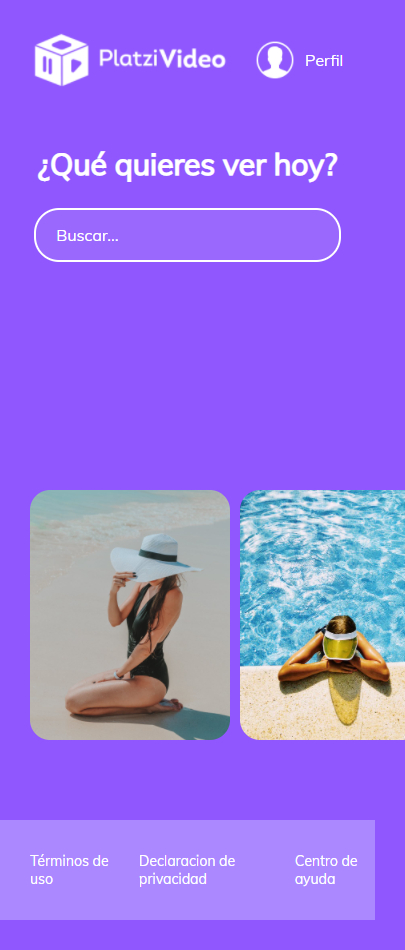 PlatziVideo
Perfil
¿Qué quieres ver hoy?
Buscar...
Términos de
uso
Declaracion de
privacidad
Centro de
ayuda